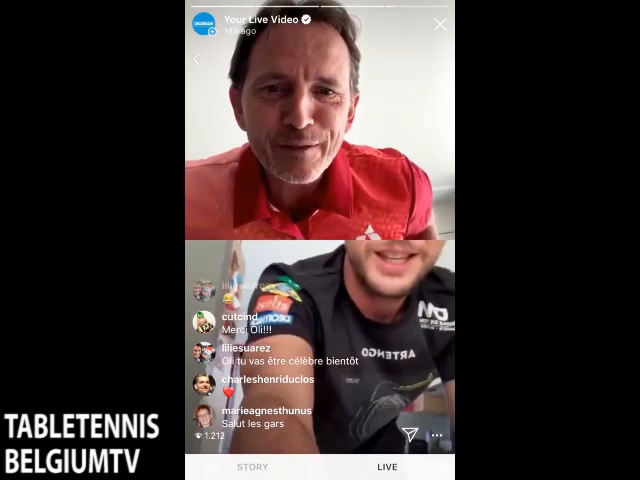 Your Live Video
14h ago
cutcind
Merci Oli!!!
liliesuarez
Oli tu vas être célèbre bientôt
charleshenriduclos
marieagnesthunus
Salut les gars
1.212
ARTENGO
STORY LIVE
TABLETENNIS
BELGIUMTV